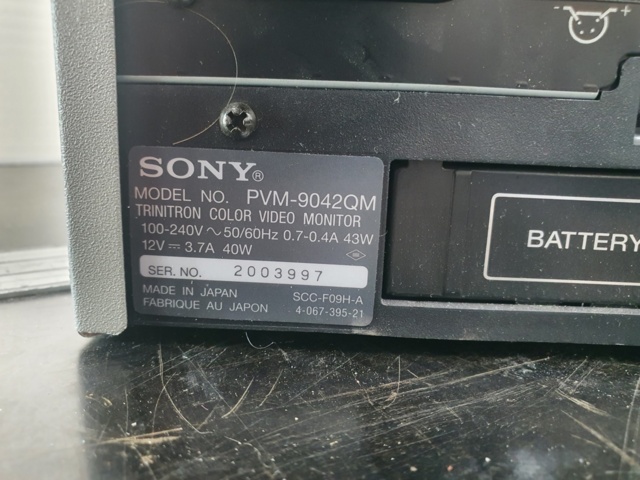 - +
SONY®
MODEL NO. PVM-9042QM
TRINITRON COLOR VIDEO MONITOR
100-240V ~ 50/60Hz 0.7-0.4A 43W
12V ⎓ 3.7A 40W
SER. NO. 2003997
MADE IN JAPAN SCC-F09H-A
FABRIQUE AU JAPON 4-067-395-21
BATTERY